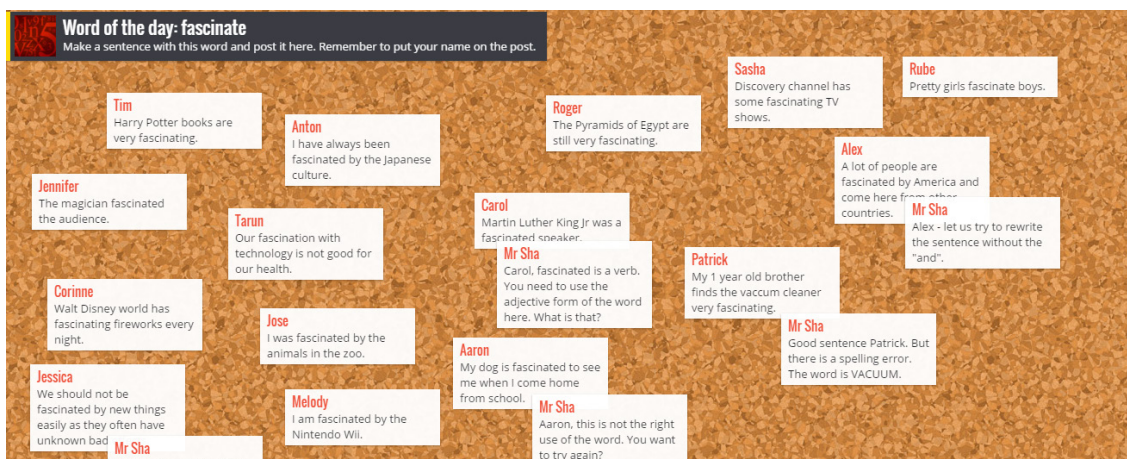 Word of the day: fascinate
Make a sentence with this word and post it here. Remember to put your name on the post.
Sasha
Discovery channel has
some fascinating TV
shows.
Rube
Pretty girls fascinate boys.
Tim
Harry Potter books are
very fascinating.
Anton
I have always been
fascinated by the Japanese
culture.
Roger
The Pyramids of Egypt are
still very fascinating.
Alex
A lot of people are
fascinated by America and
come here from other
countries.
Mr Sha
Alex - let us try to rewrite
the sentence without the
"and".
Jennifer
The magician fascinated
the audience.
Tarun
Our fascination with
technology is not good for
our health.
Carol
Martin Luther King Jr was a
fascinated speaker.
Mr Sha
Carol, fascinated is a verb.
You need to use the
adjective form of the word
here. What is that?
Patrick
My 1 year old brother
finds the vaccum cleaner
very fascinating.
Mr Sha
Good sentence Patrick. But
there is a spelling error.
The word is VACUUM.
Corinne
Walt Disney world has
fascinating fireworks every
night.
Jose
I was fascinated by the
animals in the zoo.
Aaron
My dog is fascinated to see
me when I come home
from school.
Mr Sha
Aaron, this is not the right
use of the word. You want
to try again?
Jessica
We should not be
fascinated by new things
easily as they often have
unknown bad
Mr Sha
Melody
I am fascinated by the
Nintendo Wii.